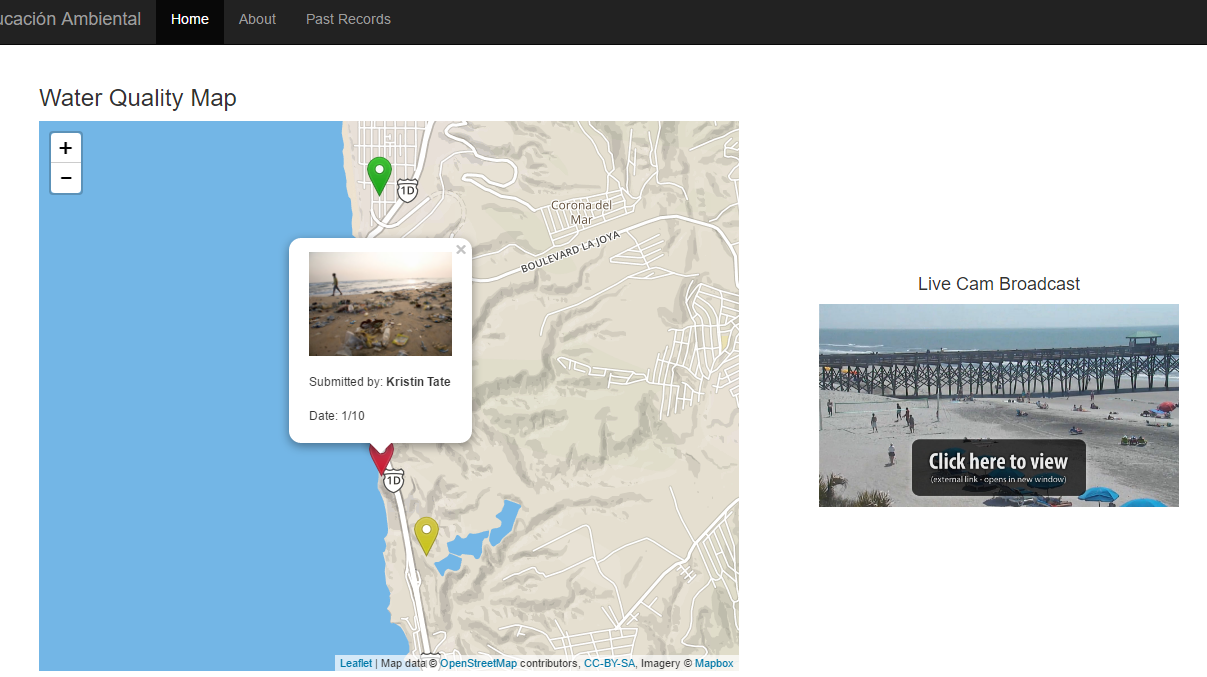 ucación Ambiental Home About Past Records
Water Quality Map
+
−
1D
Corona del
Mar
BOULEVARD LA JOYA
×
Submitted by: Kristin Tate
Date: 1/10
1D
1D
Leaflet | Map data © OpenStreetMap contributors, CC-BY-SA, Imagery © Mapbox
Live Cam Broadcast
Click here to view
(external link - opens in new window)